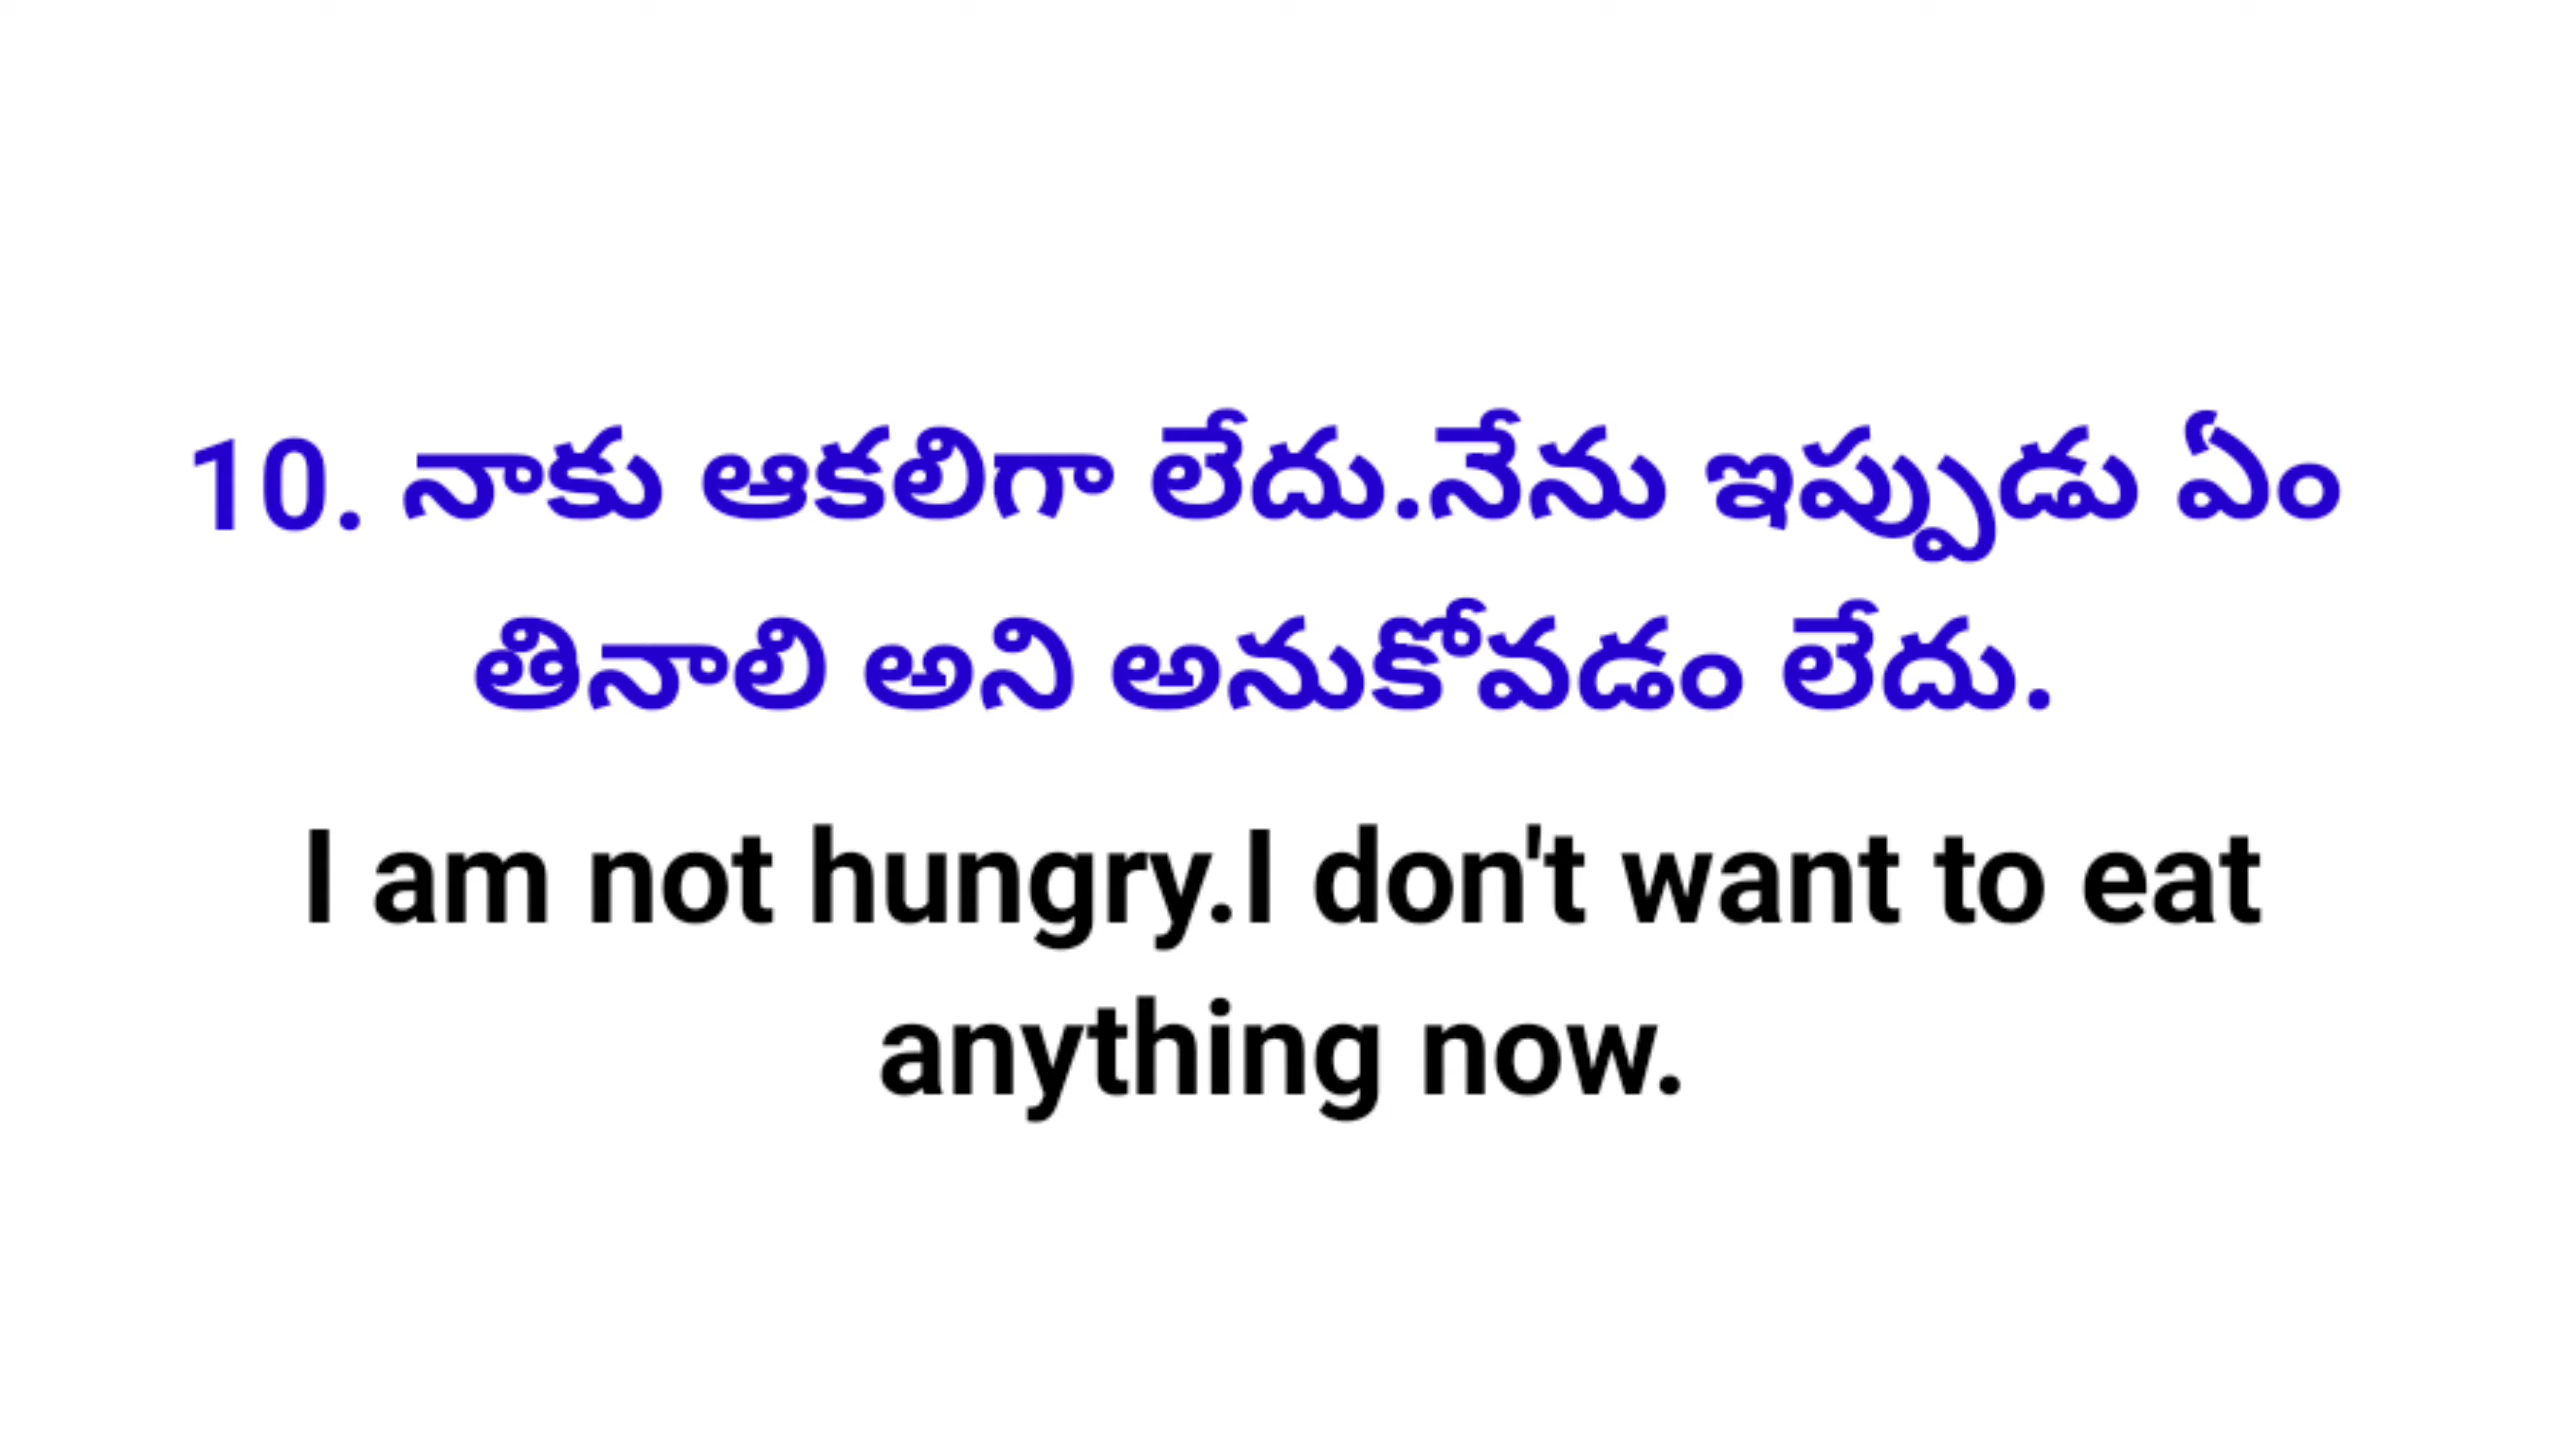 10. నాకు ఆకలిగా లేదు.నేను ఇప్పుడు ఏం
తినాలి అని అనుకోవడం లేదు.
I am not hungry.I don't want to eat
anything now.